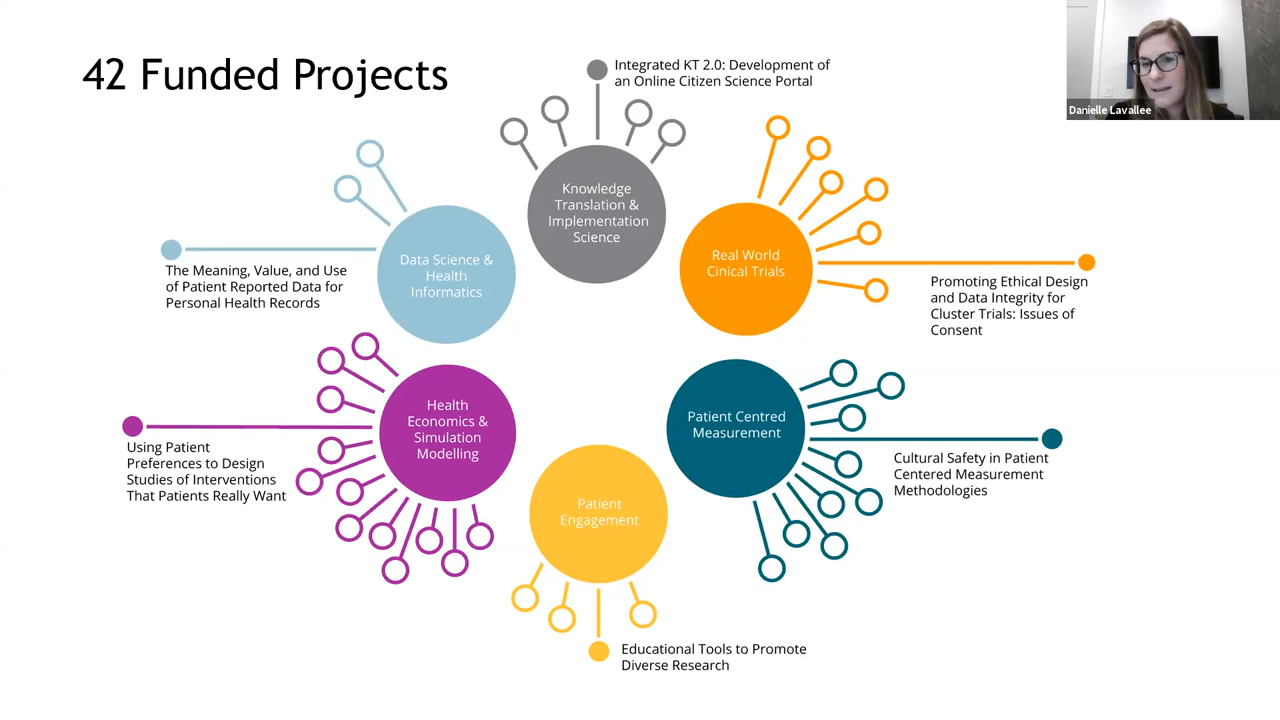 42 Funded Projects
Integrated KT 2.0: Development of
an Online Citizen Science Portal
Danielle Lavallee
Knowledge
Translation &
Implementation
Science
Data Science &
Health
Informatics
Real World
Cinical Trials
The Meaning, Value, and Use
of Patient Reported Data for
Personal Health Records
Promoting Ethical Design
and Data Integrity for
Cluster Trials: Issues of
Consent
Health
Economics &
Simulation
Modelling
Patient Centred
Measurement
Using Patient
Preferences to Design
Studies of Interventions
That Patients Really Want
Cultural Safety in Patient
Centered Measurement
Methodologies
Patient
Engagement
Educational Tools to Promote
Diverse Research